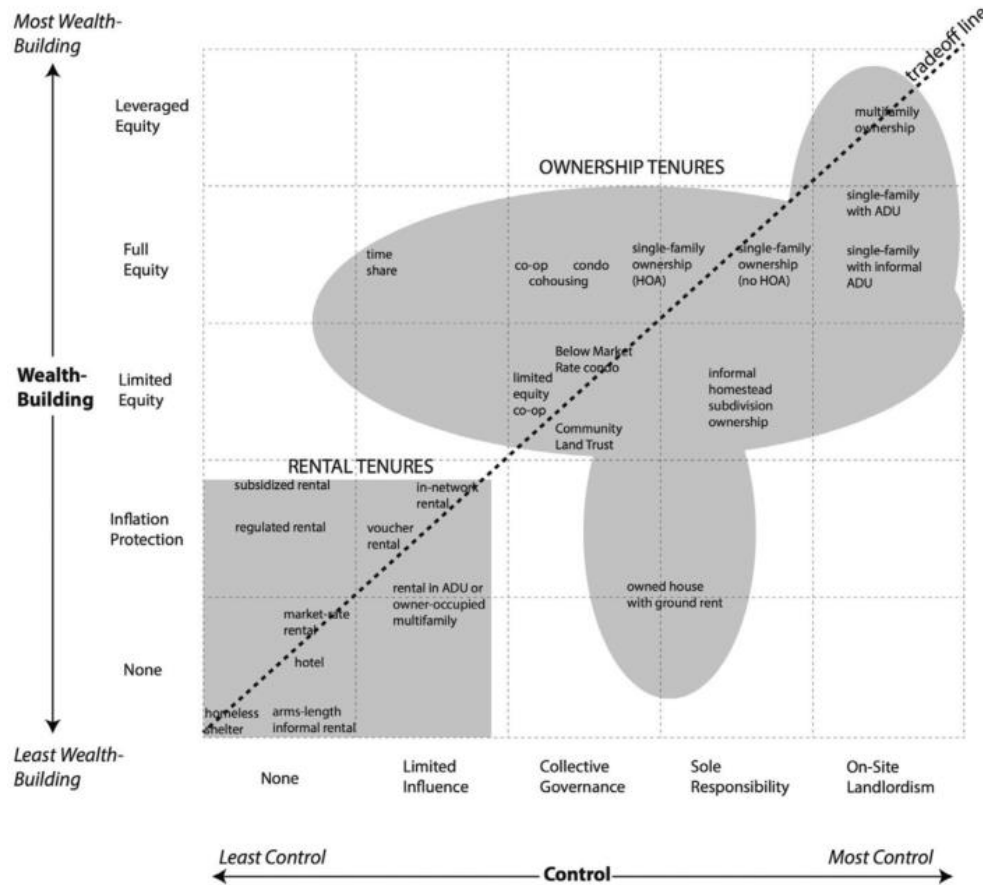 Most Wealth-
Building
tradeoff line
Leveraged
Equity
multifamily
ownership
OWNERSHIP TENURES
single-family
with ADU
Full
Equity
time
share
co-op condo
cohousing
single-family
ownership
(HOA)
single-family
ownership
(no HOA)
single-family
with informal
ADU
Wealth-
Building
Limited
Equity
Below Market
Rate condo
limited
equity
co-op
Community
Land Trust
informal
homestead
subdivision
ownership
RENTAL TENURES
subsidized rental
in-network
rental
Inflation
Protection
regulated rental
voucher
rental
rental in ADU or
owner-occupied
multifamily
owned house
with ground rent
market-rate
rental
None
hotel
homeless
shelter
arms-length
informal rental
Least Wealth-
Building
None
Limited
Influence
Collective
Governance
Sole
Responsibility
On-Site
Landlordism
Least Control
Control
Most Control